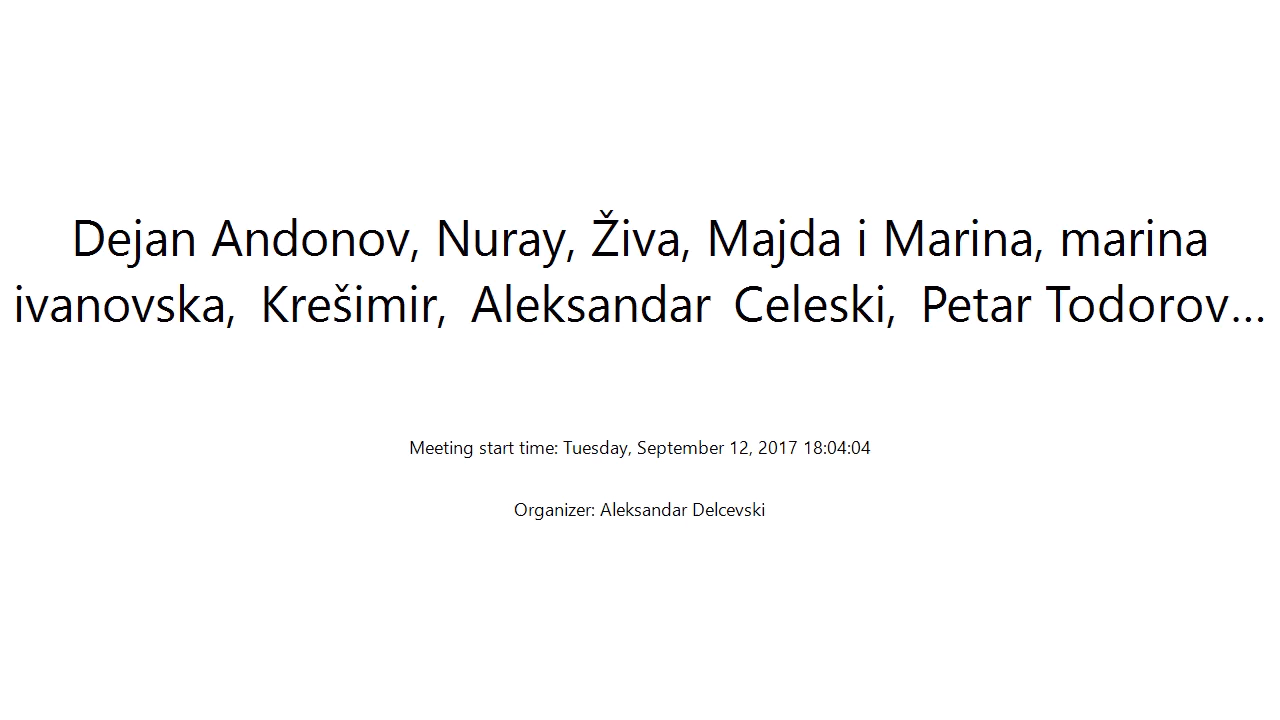 Dejan Andonov, Nuray, Živa, Majda i Marina, marina
ivanovska, Krešimir, Aleksandar Celeski, Petar Todorov...
Meeting start time: Tuesday, September 12, 2017 18:04:04
Organizer: Aleksandar Delcevski